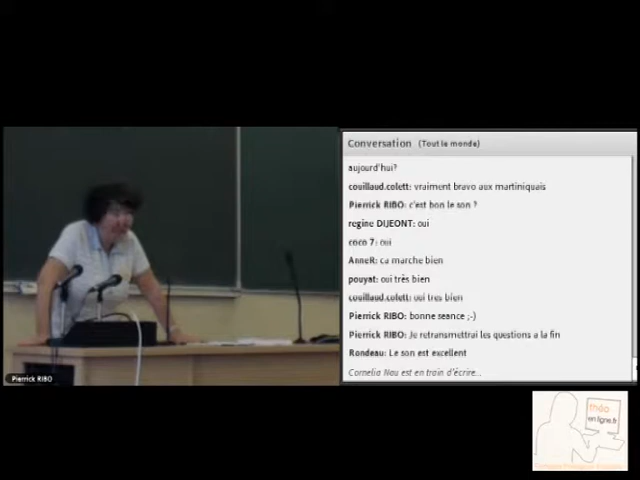 Conversation (Tout le monde)
aujourd'hui?
couillaud.colett: vraiment bravo aux martiniquais
Pierrick RIBO: c'est bon le son ?
regine DIJEONT: oui
coco 7: oui
AnneR: ca marche bien
pouyat: oui très bien
couillaud.colett: oui tres bien
Pierrick RIBO: bonne seance ;-)
Pierrick RIBO: Je retransmettrai les questions a la fin
Rondeau: Le son est excellent
Cornelia Nau est en train d'écrire...
Pierrick RIBO
théo
en ligne.fr